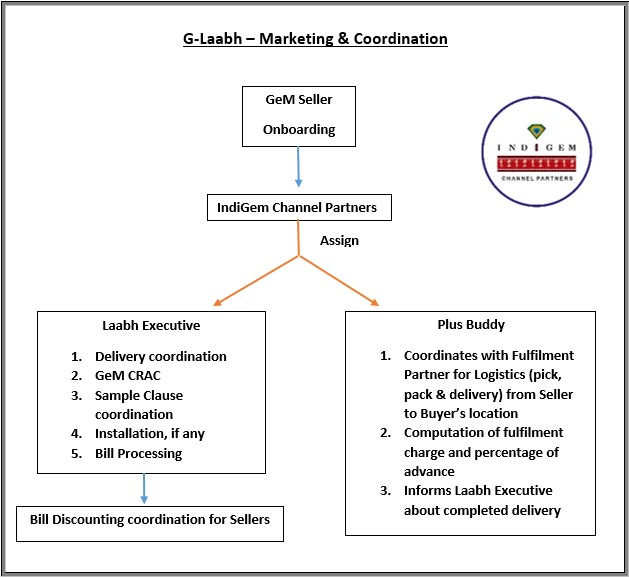 G-Laabh – Marketing & Coordination
GeM Seller
Onboarding
INDIGEM
CHANNEL PARTNERS
IndiGem Channel Partners
Assign
Laabh Executive
1. Delivery coordination
2. GeM CRAC
3. Sample Clause
coordination
4. Installation, if any
5. Bill Processing
Bill Discounting coordination for Sellers
Plus Buddy
1. Coordinates with Fulfilment
Partner for Logistics (pick,
pack & delivery) from Seller
to Buyer’s location
2. Computation of fulfilment
charge and percentage of
advance
3. Informs Laabh Executive
about completed delivery